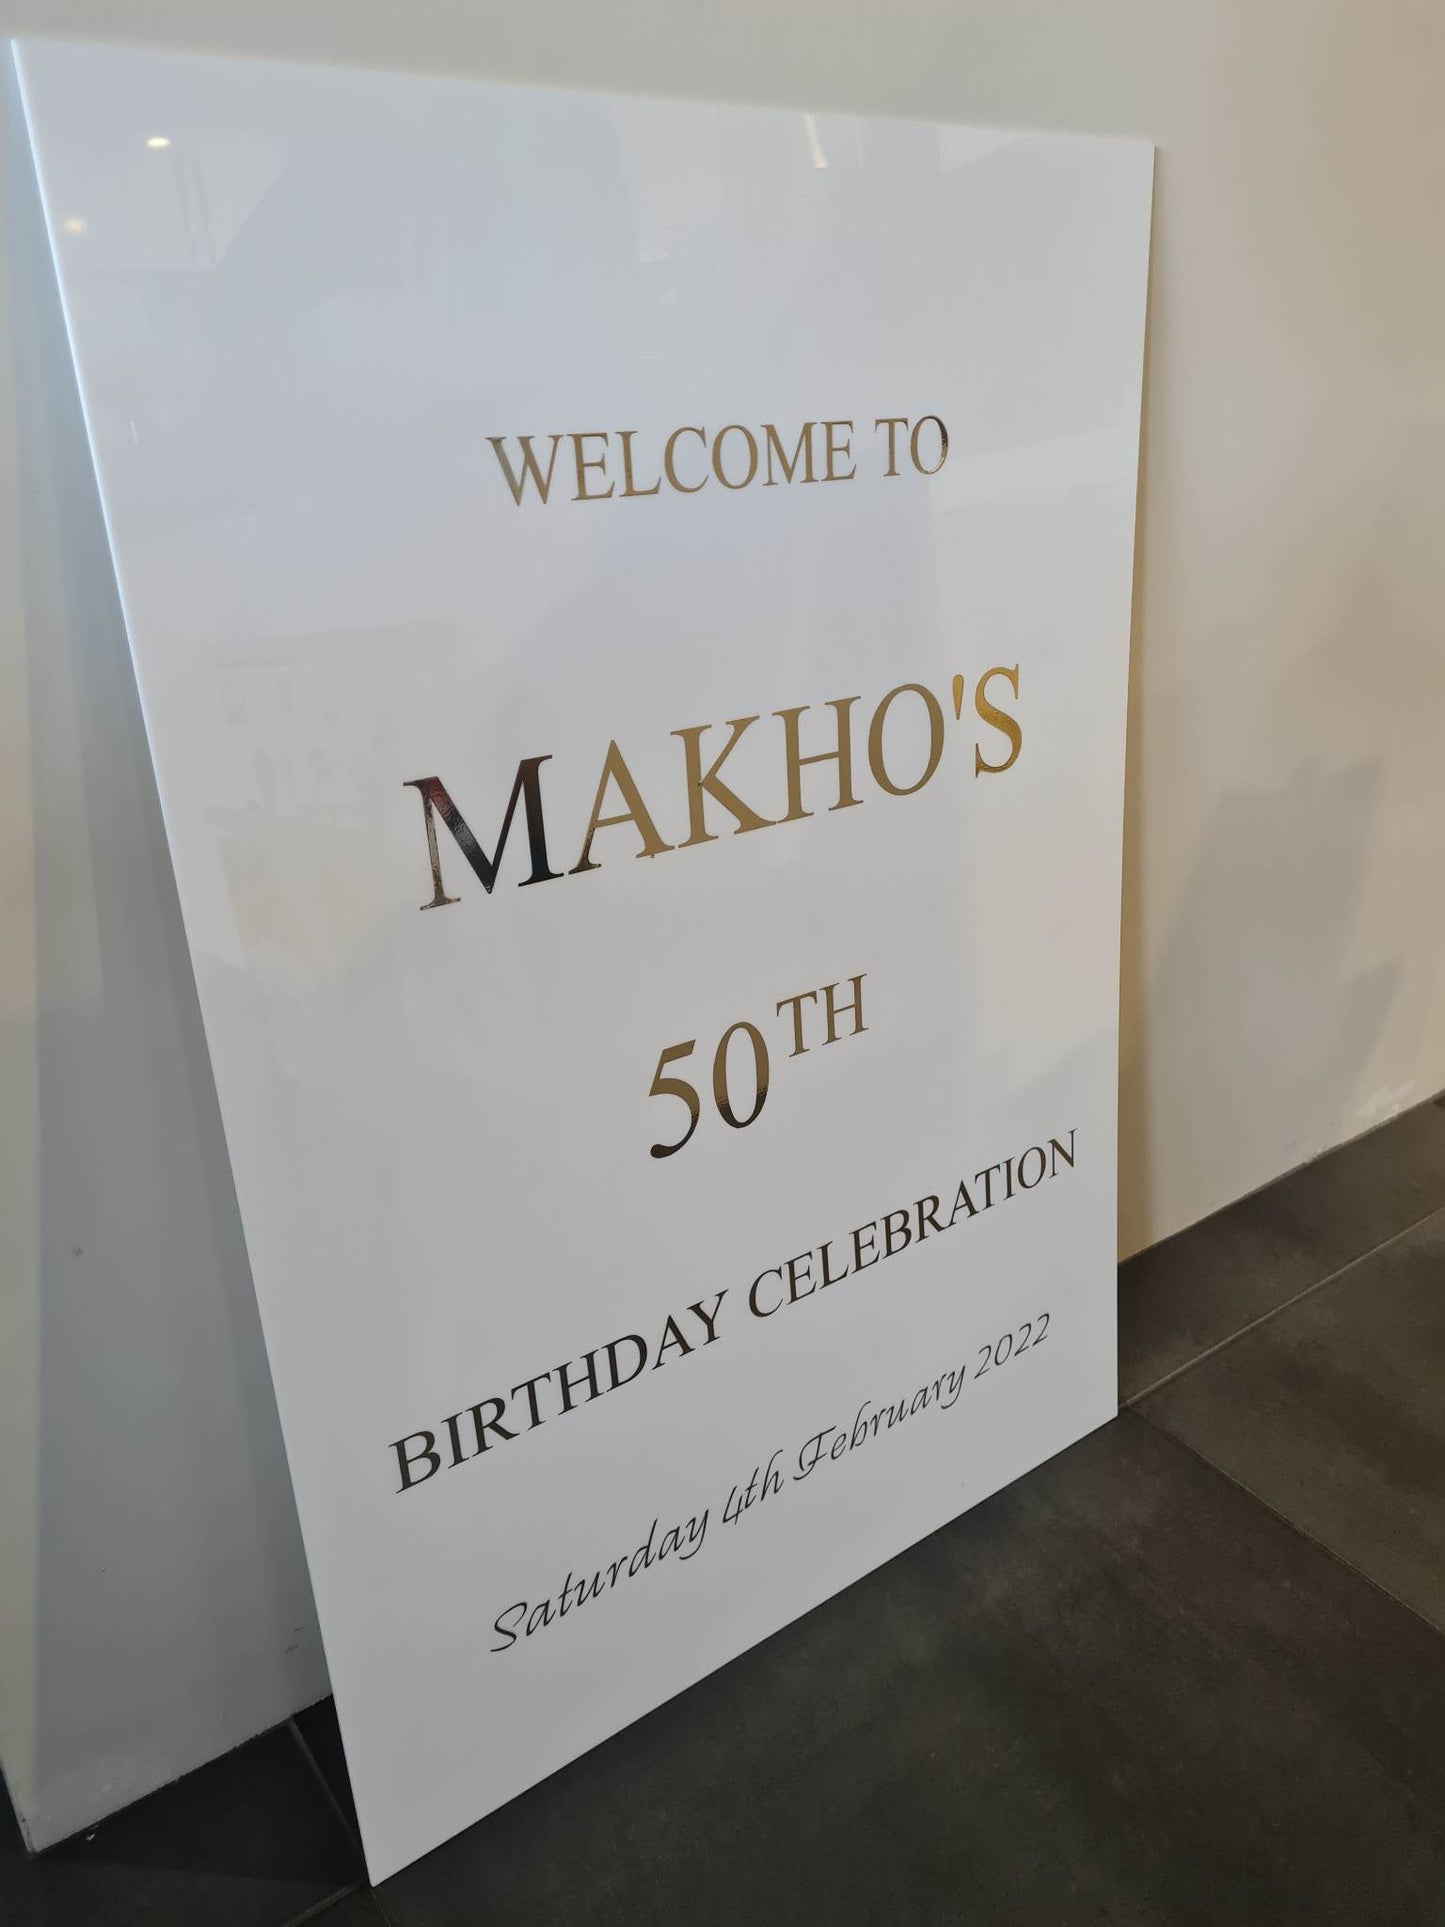 WELCOME TO
MAKHO'S
50TH
BIRTHDAY CELEBRATION
Saturday 4th February 2022